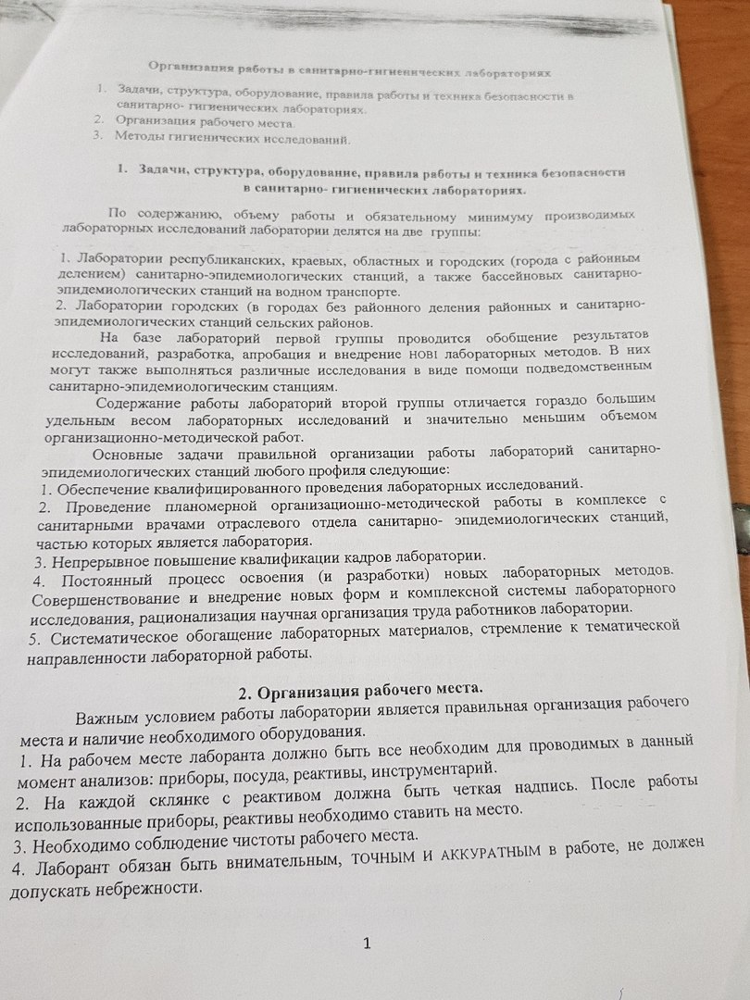 Организация работы в санитарно-гигиенических лабораториях
1. Задачи, структура, оборудование, правила работы и техника безопасности в
санитарно- гигиенических лабораториях.
2. Организация рабочего места.
3. Методы гигиенических исследований.
1. Задачи, структура, оборудование, правила работы и техника безопасности
в санитарно- гигиенических лабораториях.
По содержанию, объему работы и обязательному минимуму производимых
лабораторных исследований лаборатории делятся на две группы:
1. Лаборатории республиканских, краевых, областных и городских (города с районным
делением) санитарно-эпидемиологических станций, а также бассейновых санитарно-
эпидемиологических станций на водном транспорте.
2. Лаборатории городских (в городах без районного деления районных и санитарно-
эпидемиологических станций сельских районов.
На базе лабораторий первой группы проводится обобщение результатов
исследований, разработка, апробация и внедрение HOBI лабораторных методов. В них
могут также выполняться различные исследования в виде помощи подведомственным
санитарно-эпидемиологическим станциям.
Содержание работы лабораторий второй группы отличается гораздо большим
удельным весом лабораторных исследований и значительно меньшим объемом
организационно-методической работ.
Основные задачи правильной организации работы лабораторий санитарно-
эпидемиологических станций любого профиля следующие:
1. Обеспечение квалифицированного проведения лабораторных исследований.
2. Проведение планомерной организационно-методической работы в комплексе с
санитарными врачами отраслевого отдела санитарно- эпидемиологических станций,
частью которых является лаборатория.
3. Непрерывное повышение квалификации кадров лаборатории.
4. Постоянный процесс освоения (и разработки) новых лабораторных методов.
Совершенствование и внедрение новых форм и комплексной системы лабораторного
исследования, рационализация научная организация труда работников лаборатории.
5. Систематическое обогащение лабораторных материалов, стремление к тематической
направленности лабораторной работы.
2. Организация рабочего места.
Важным условием работы лаборатории является правильная организация рабочего
места и наличие необходимого оборудования.
1. На рабочем месте лаборанта должно быть все необходим для проводимых в данный
момент анализов: приборы, посуда, реактивы, инструментарий.
2. На каждой склянке с реактивом должна быть четкая надпись. После работы
использованные приборы, реактивы необходимо ставить на место.
3. Необходимо соблюдение чистоты рабочего места.
4. Лаборант обязан быть внимательным, ТОЧНЫМ И АККУРАТНЫМ в работе, не должен
допускать небрежности.
1